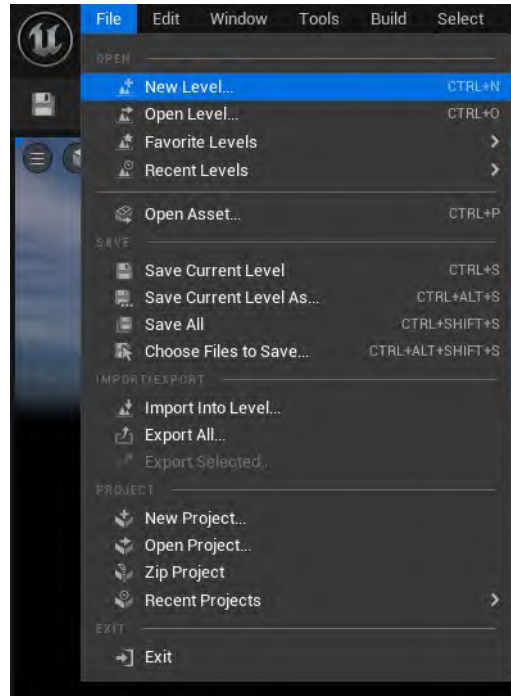 File Edit Window Tools Build Select
OPEN
New Level... CTRL+N
Open Level... CTRL+O
Favorite Levels
Recent Levels
Open Asset... CTRL+P
SAVE
Save Current Level CTRL+S
Save Current Level As... CTRL+ALT+S
Save All CTRL+SHIFT+S
Choose Files to Save... CTRL+ALT+SHIFT+S
IMPORT/EXPORT
Import Into Level...
Export All...
Export Selected...
PROJECT
New Project...
Open Project...
Zip Project
Recent Projects
EXIT
Exit